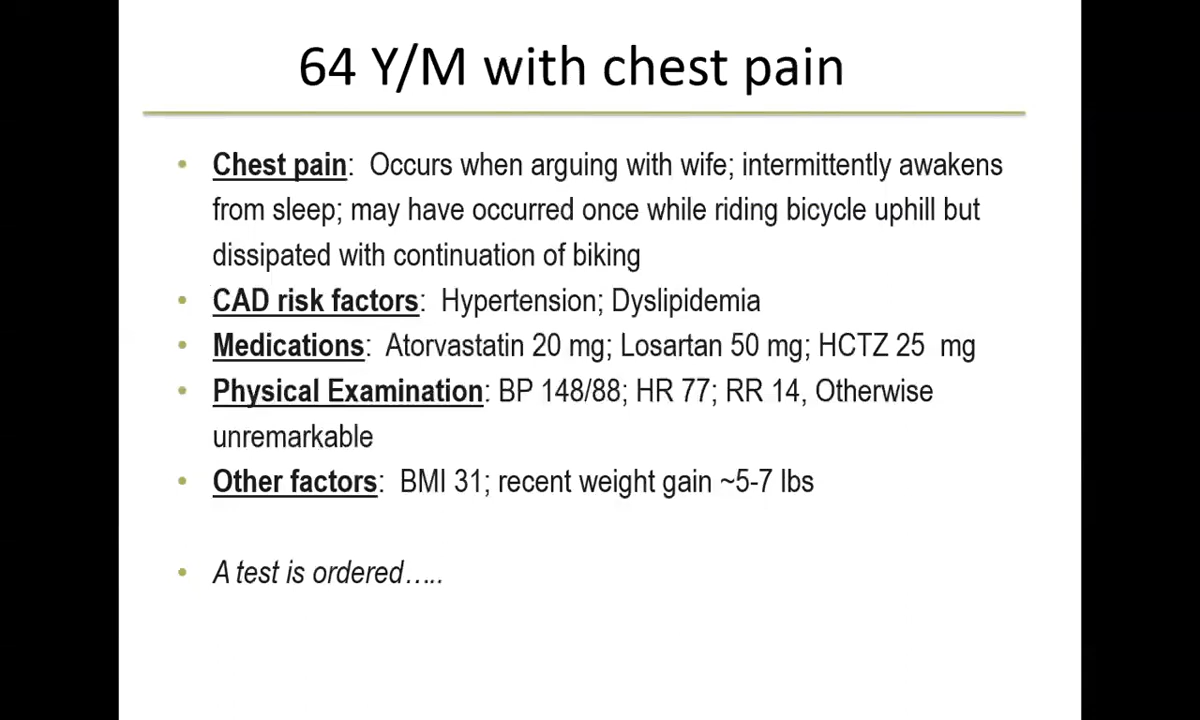 64 Y/M with chest pain
• Chest pain: Occurs when arguing with wife; intermittently awakens
from sleep; may have occurred once while riding bicycle uphill but
dissipated with continuation of biking
• CAD risk factors: Hypertension; Dyslipidemia
• Medications: Atorvastatin 20 mg; Losartan 50 mg; HCTZ 25 mg
• Physical Examination: BP 148/88; HR 77; RR 14, Otherwise
unremarkable
• Other factors: BMI 31; recent weight gain ~5-7 lbs
• A test is ordered.....